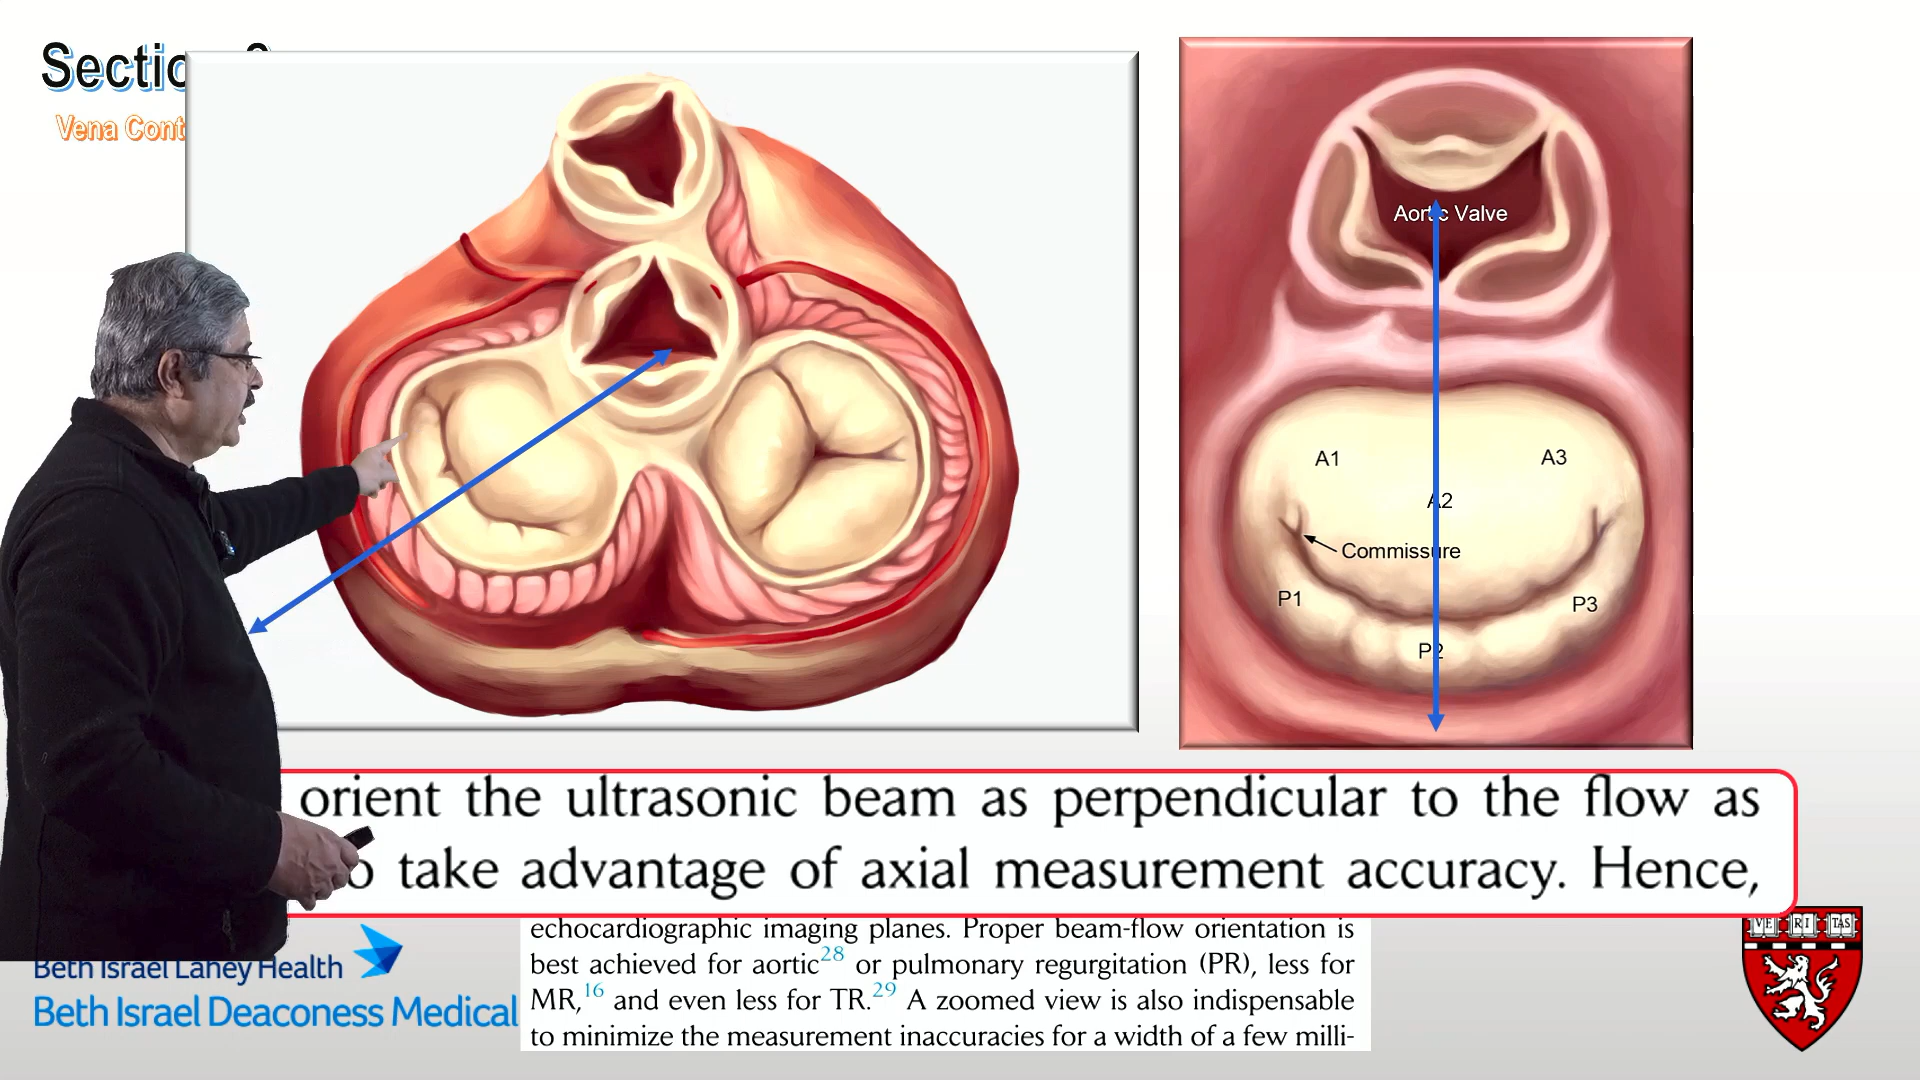 Vena Cont
Aortic Valve
A1
A3
A2
Commissure
P1
P3
P2
orient the ultrasonic beam as perpendicular to the flow as
take advantage of axial measurement accuracy. Hence,
echocardiographic imaging planes. Proper beam-flow orientation is
best achieved for aortic28 or pulmonary regurgitation (PR), less for
MR,16 and even less for TR.29 A zoomed view is also indispensable
to minimize the measurement inaccuracies for a width of a few milli-
Beth Israel Lahey Health
Beth Israel Deaconess Medical
VE RI TAS